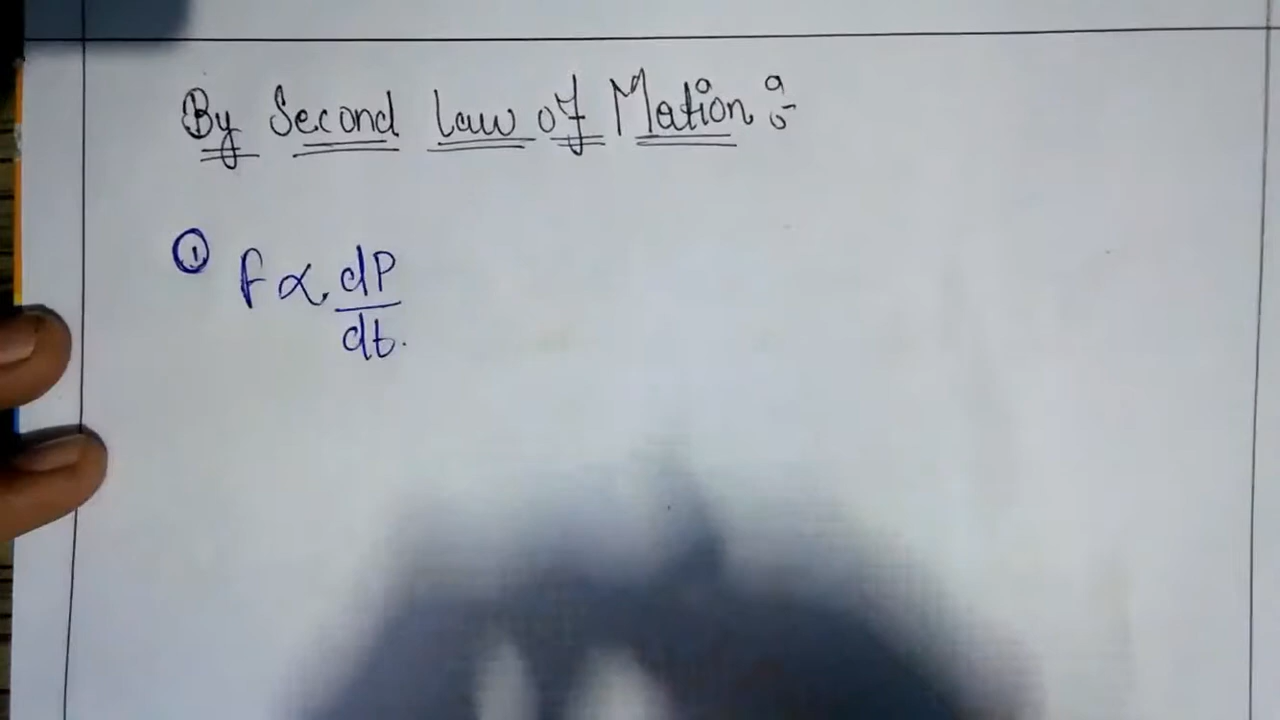 By Second Law of Motion :-
① F ∝ dP/dt.